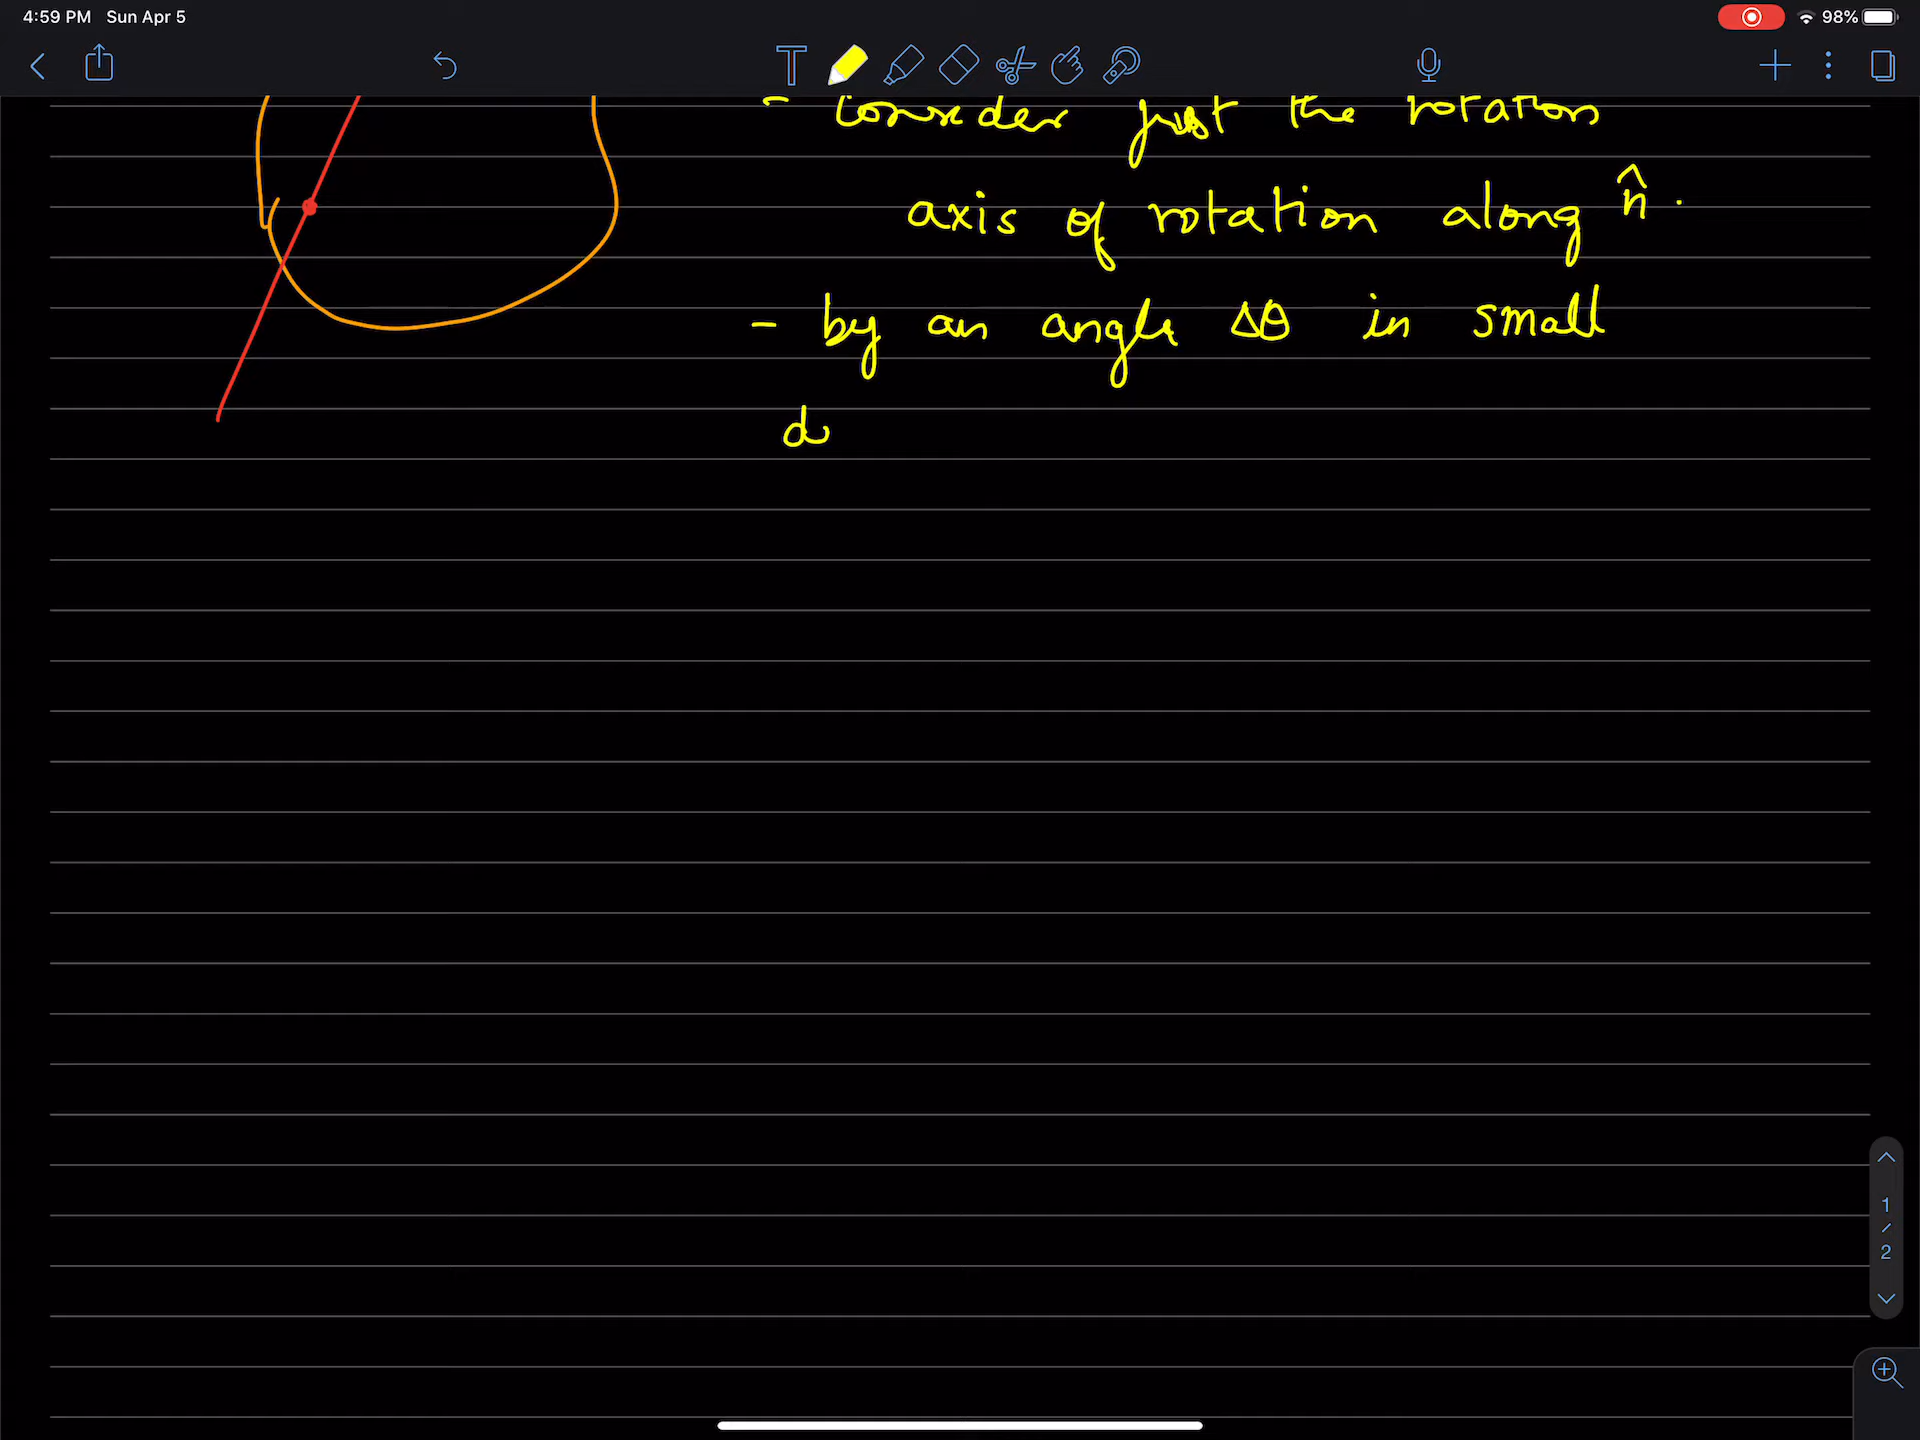 4:59 PM Sun Apr 5
98%
- Consider just the rotation
axis of rotation along n̂.
- by an angle Δθ in small
d
1
/
2